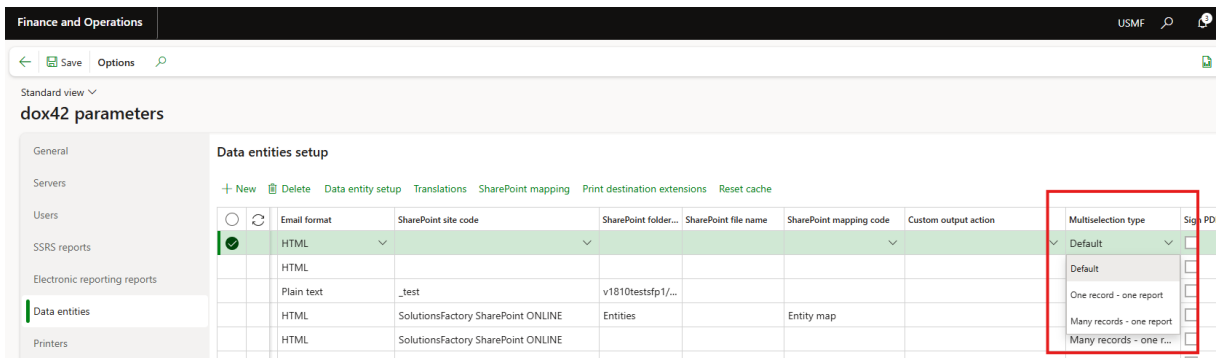 Finance and Operations USMF 3
Save Options
Standard view
dox42 parameters
General
Servers
Users
SSRS reports
Electronic reporting reports
Data entities
Printers
Data entities setup
New Delete Data entity setup Translations SharePoint mapping Print destination extensions Reset cache
Email format SharePoint site code SharePoint folder... SharePoint file name SharePoint mapping code Custom output action Multiselection type Sign PD
HTML Default
HTML
Plain text _test v1810testsfp1/...
HTML SolutionsFactory SharePoint ONLINE Entities Entity map
HTML SolutionsFactory SharePoint ONLINE Many records - one r...
Default
One record - one report
Many records - one report